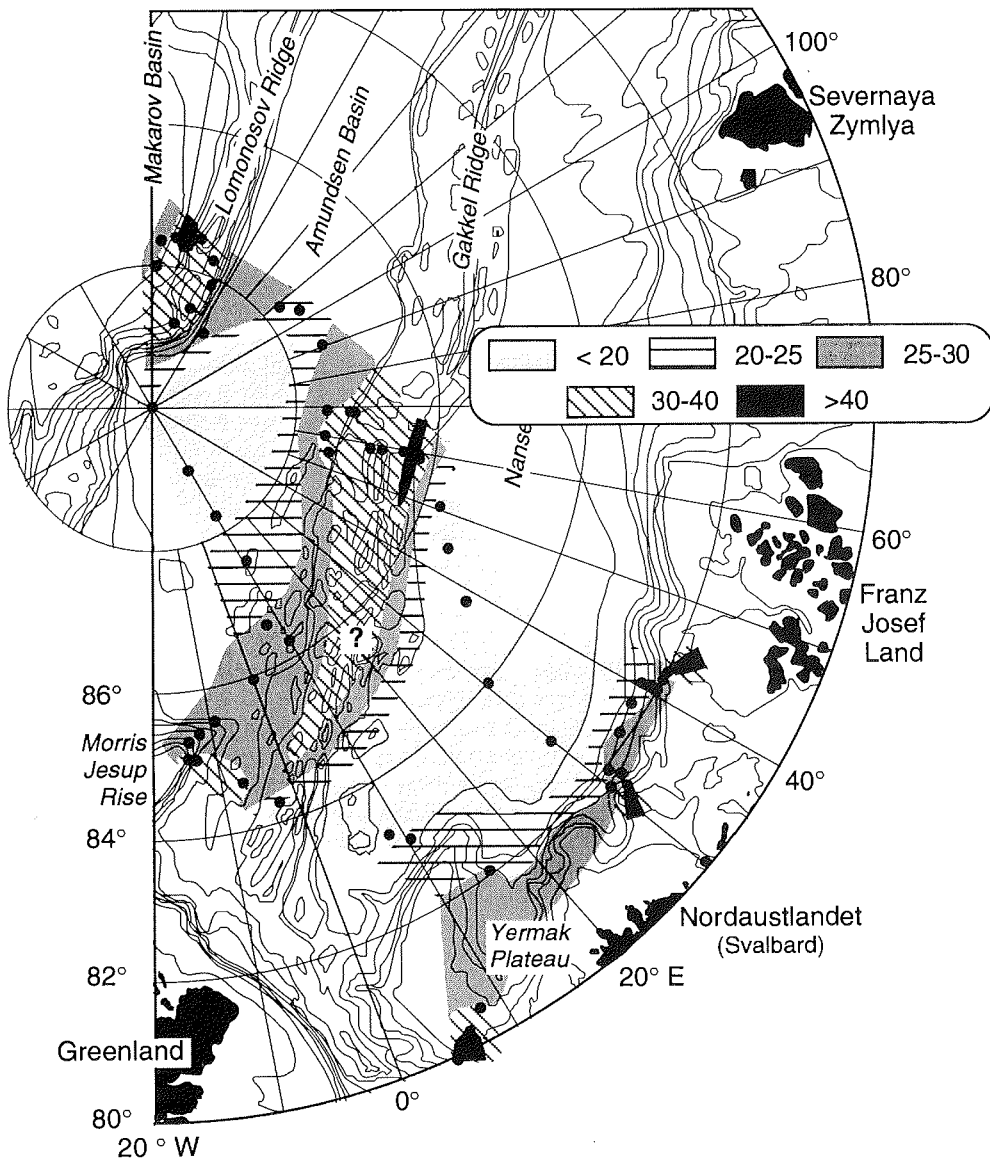 Makarov Basin
Lomonosov Ridge
Amundsen Basin
Gakkel Ridge
100°
Severnaya
Zymlya
80°
< 20
20-25
25-30
30-40
>40
Nanse
60°
Franz
Josef
Land
?
86°
Morris
Jesup
Rise
84°
40°
Nordaustlandet
(Svalbard)
Yermak
Plateau
20° E
82°
Greenland
0°
80°
20 ° W